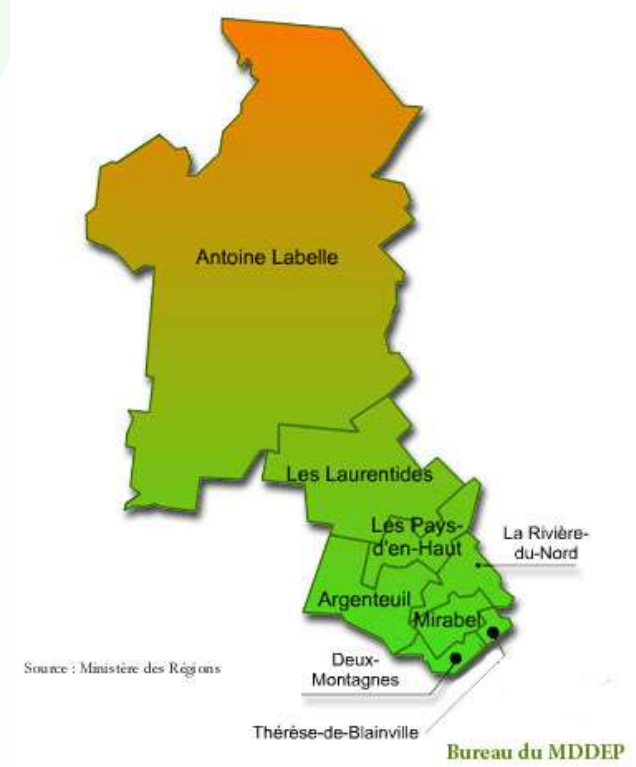 Antoine Labelle
Les Laurentides
Les Pays-
d'en-Haut
La Rivière-
du-Nord
Argenteuil
Mirabel
Deux-
Montagnes
Source : Ministère des Régions
Thérèse-de-Blainville
Bureau du MDDEP